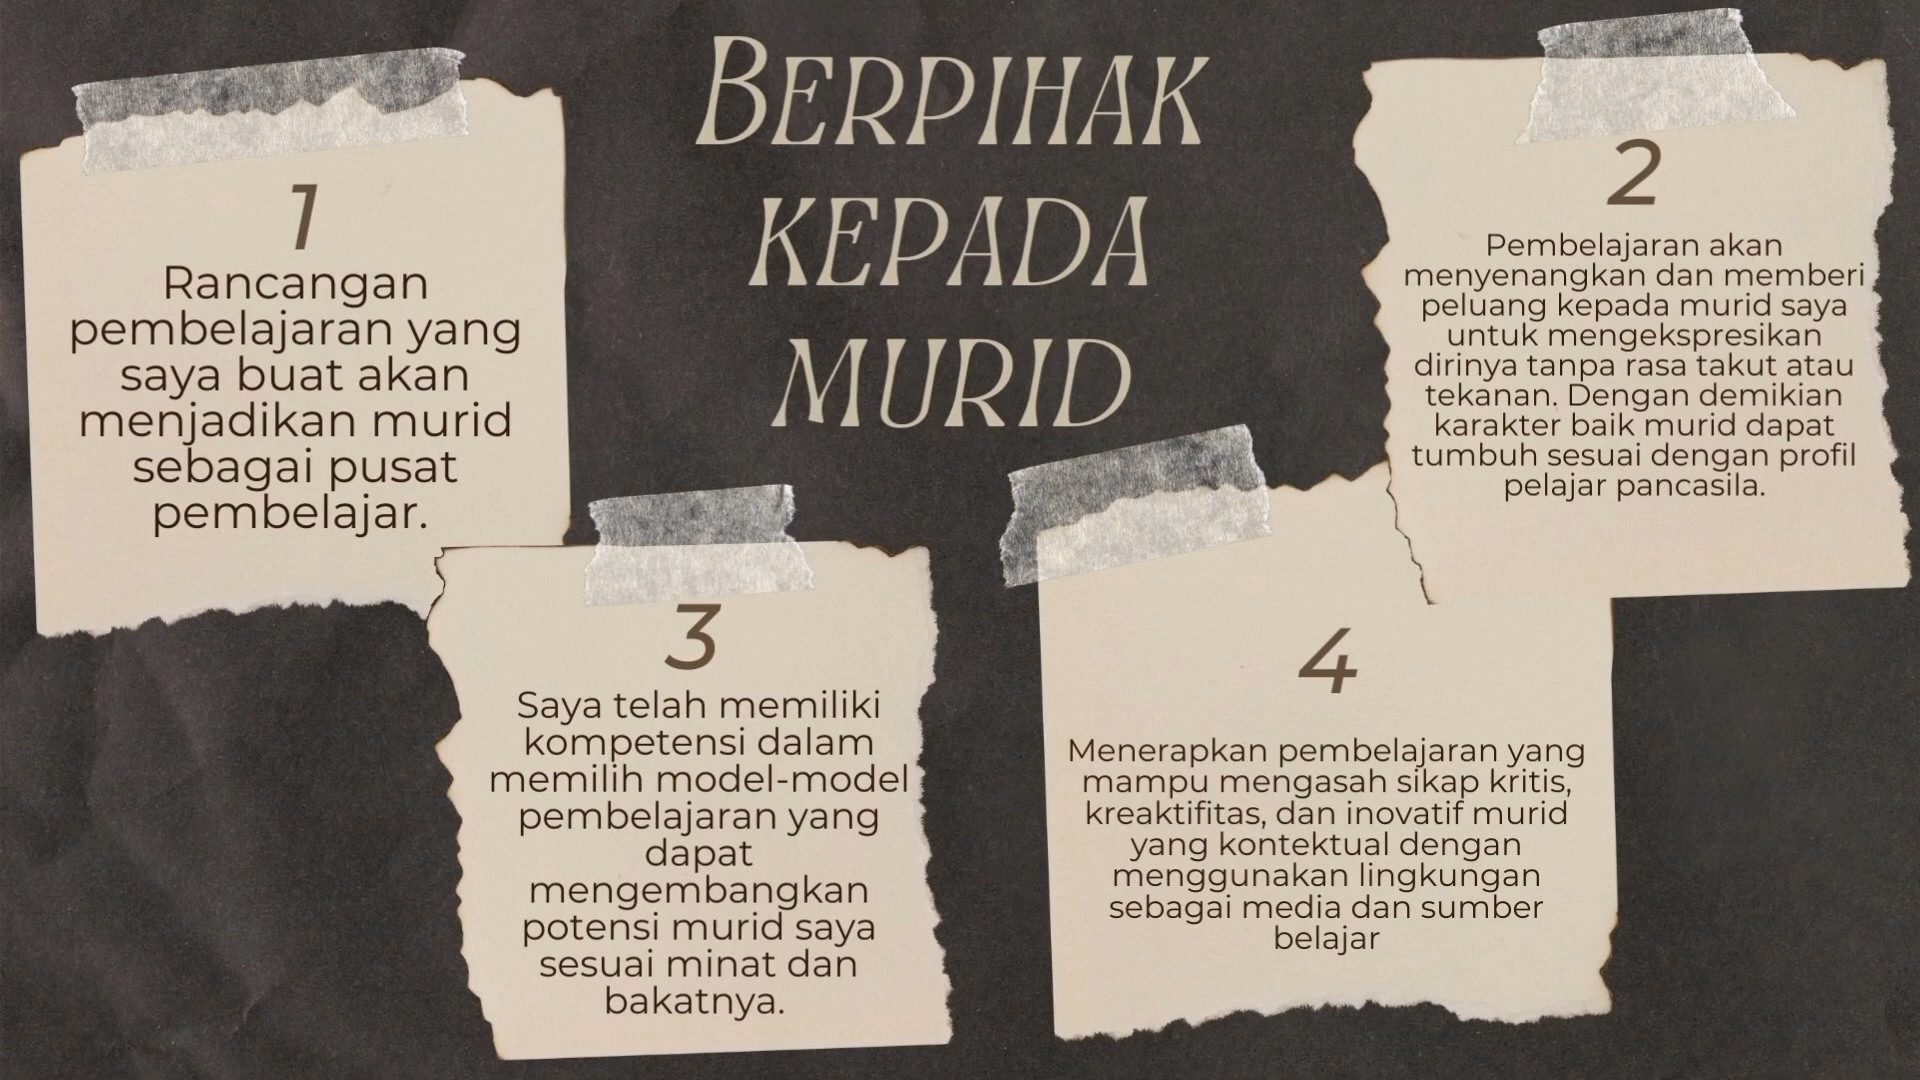 BERPIHAK
KEPADA
MURID
1
Rancangan
pembelajaran yang
saya buat akan
menjadikan murid
sebagai pusat
pembelajar.
2
Pembelajaran akan
menyenangkan dan memberi
peluang kepada murid saya
untuk mengekspresikan
dirinya tanpa rasa takut atau
tekanan. Dengan demikian
karakter baik murid dapat
tumbuh sesuai dengan profil
pelajar pancasila.
3
Saya telah memiliki
kompetensi dalam
memilih model-model
pembelajaran yang
dapat
mengembangkan
potensi murid saya
sesuai minat dan
bakatnya.
4
Menerapkan pembelajaran yang
mampu mengasah sikap kritis,
kreaktifitas, dan inovatif murid
yang kontektual dengan
menggunakan lingkungan
sebagai media dan sumber
belajar